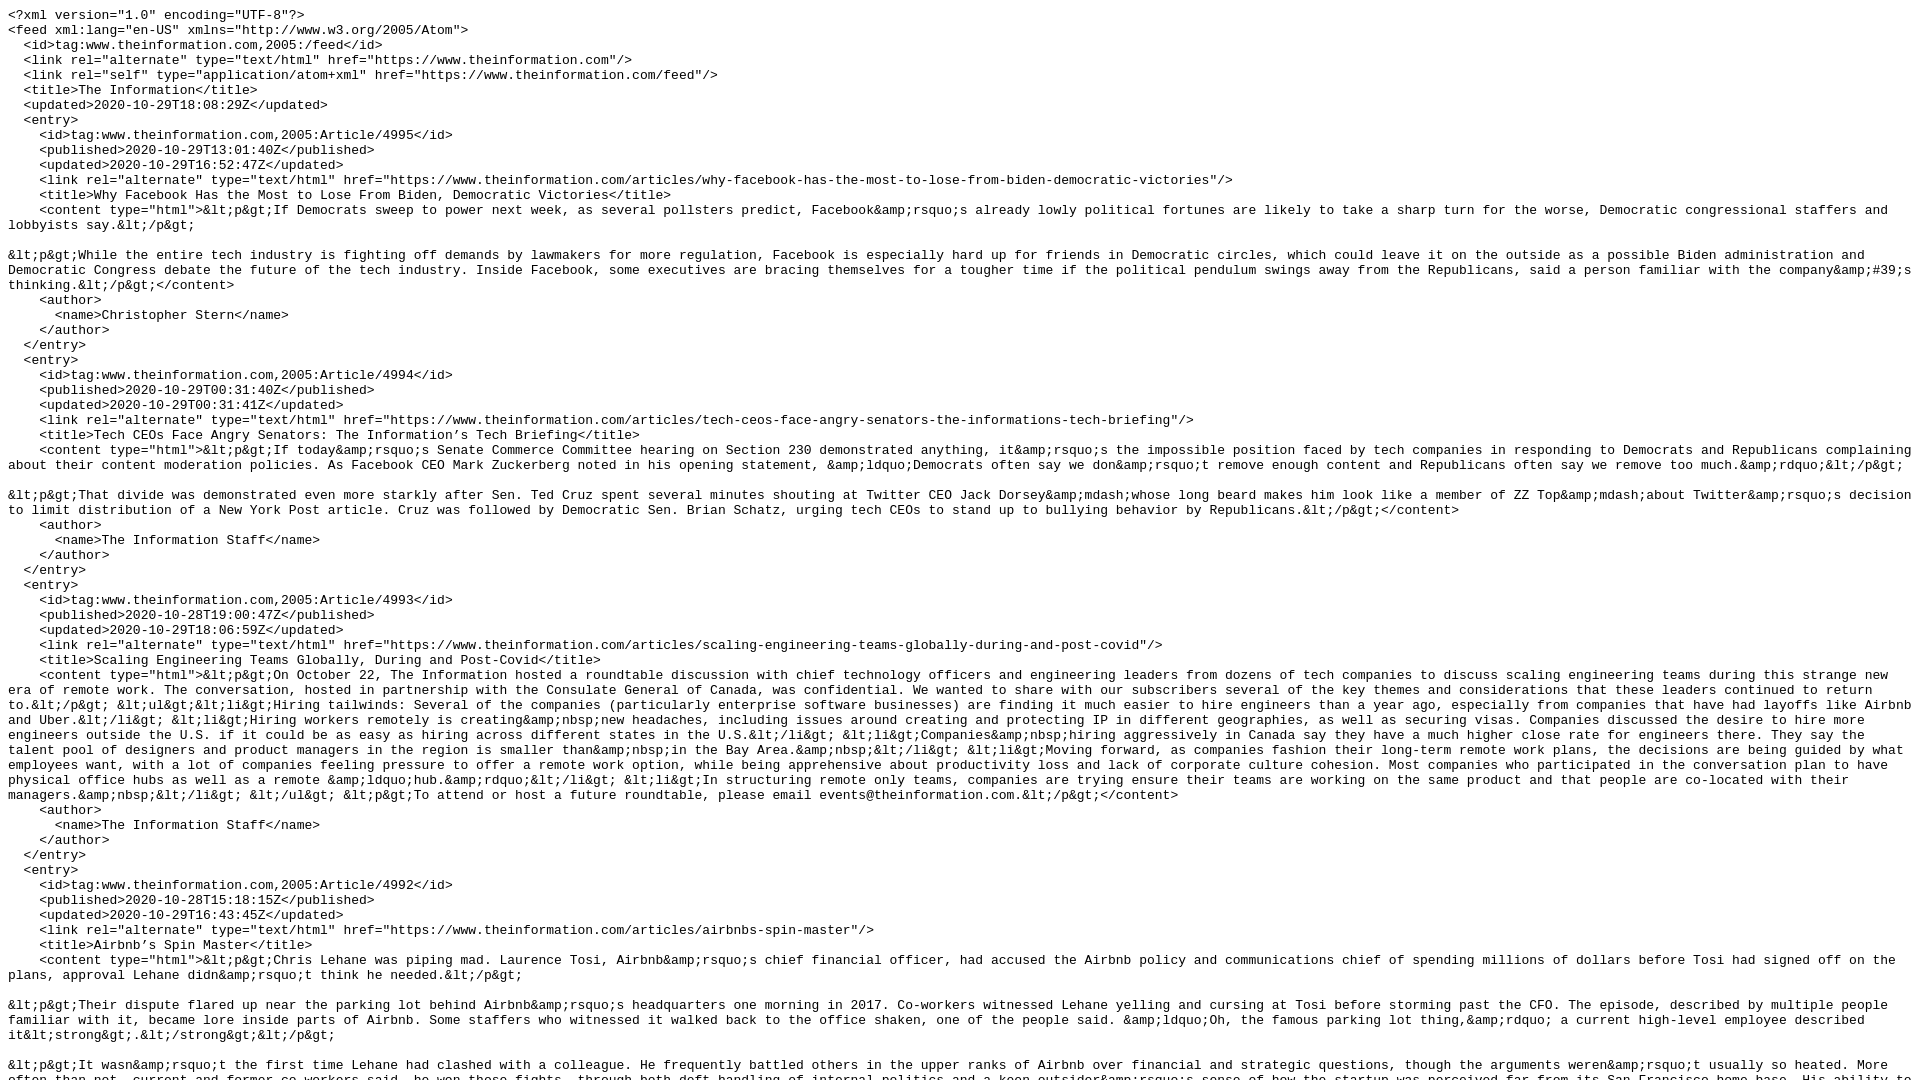 <?xml version="1.0" encoding="UTF-8"?>
<feed xml:lang="en-US" xmlns="http://www.w3.org/2005/Atom">
  <id>tag:www.theinformation.com,2005:/feed</id>
  <link rel="alternate" type="text/html" href="https://www.theinformation.com"/>
  <link rel="self" type="application/atom+xml" href="https://www.theinformation.com/feed"/>
  <title>The Information</title>
  <updated>2020-10-29T18:08:29Z</updated>
  <entry>
    <id>tag:www.theinformation.com,2005:Article/4995</id>
    <published>2020-10-29T13:01:40Z</published>
    <updated>2020-10-29T16:52:47Z</updated>
    <link rel="alternate" type="text/html" href="https://www.theinformation.com/articles/why-facebook-has-the-most-to-lose-from-biden-democratic-victories"/>
    <title>Why Facebook Has the Most to Lose From Biden, Democratic Victories</title>
    <content type="html">&lt;p&gt;If Democrats sweep to power next week, as several pollsters predict, Facebook&amp;rsquo;s already lowly political fortunes are likely to take a sharp turn for the worse, Democratic congressional staffers and
lobbyists say.&lt;/p&gt;

&lt;p&gt;While the entire tech industry is fighting off demands by lawmakers for more regulation, Facebook is especially hard up for friends in Democratic circles, which could leave it on the outside as a possible Biden administration and
Democratic Congress debate the future of the tech industry. Inside Facebook, some executives are bracing themselves for a tougher time if the political pendulum swings away from the Republicans, said a person familiar with the company&amp;#39;s
thinking.&lt;/p&gt;</content>
    <author>
      <name>Christopher Stern</name>
    </author>
  </entry>
  <entry>
    <id>tag:www.theinformation.com,2005:Article/4994</id>
    <published>2020-10-29T00:31:40Z</published>
    <updated>2020-10-29T00:31:41Z</updated>
    <link rel="alternate" type="text/html" href="https://www.theinformation.com/articles/tech-ceos-face-angry-senators-the-informations-tech-briefing"/>
    <title>Tech CEOs Face Angry Senators: The Information’s Tech Briefing</title>
    <content type="html">&lt;p&gt;If today&amp;rsquo;s Senate Commerce Committee hearing on Section 230 demonstrated anything, it&amp;rsquo;s the impossible position faced by tech companies in responding to Democrats and Republicans complaining
about their content moderation policies. As Facebook CEO Mark Zuckerberg noted in his opening statement, &amp;ldquo;Democrats often say we don&amp;rsquo;t remove enough content and Republicans often say we remove too much.&amp;rdquo;&lt;/p&gt;

&lt;p&gt;That divide was demonstrated even more starkly after Sen. Ted Cruz spent several minutes shouting at Twitter CEO Jack Dorsey&amp;mdash;whose long beard makes him look like a member of ZZ Top&amp;mdash;about Twitter&amp;rsquo;s decision
to limit distribution of a New York Post article. Cruz was followed by Democratic Sen. Brian Schatz, urging tech CEOs to stand up to bullying behavior by Republicans.&lt;/p&gt;</content>
    <author>
      <name>The Information Staff</name>
    </author>
  </entry>
  <entry>
    <id>tag:www.theinformation.com,2005:Article/4993</id>
    <published>2020-10-28T19:00:47Z</published>
    <updated>2020-10-29T18:06:59Z</updated>
    <link rel="alternate" type="text/html" href="https://www.theinformation.com/articles/scaling-engineering-teams-globally-during-and-post-covid"/>
    <title>Scaling Engineering Teams Globally, During and Post-Covid</title>
    <content type="html">&lt;p&gt;On October 22, The Information hosted a roundtable discussion with chief technology officers and engineering leaders from dozens of tech companies to discuss scaling engineering teams during this strange new
era of remote work. The conversation, hosted in partnership with the Consulate General of Canada, was confidential. We wanted to share with our subscribers several of the key themes and considerations that these leaders continued to return
to.&lt;/p&gt; &lt;ul&gt;&lt;li&gt;Hiring tailwinds: Several of the companies (particularly enterprise software businesses) are finding it much easier to hire engineers than a year ago, especially from companies that have had layoffs like Airbnb
and Uber.&lt;/li&gt; &lt;li&gt;Hiring workers remotely is creating&amp;nbsp;new headaches, including issues around creating and protecting IP in different geographies, as well as securing visas. Companies discussed the desire to hire more
engineers outside the U.S. if it could be as easy as hiring across different states in the U.S.&lt;/li&gt; &lt;li&gt;Companies&amp;nbsp;hiring aggressively in Canada say they have a much higher close rate for engineers there. They say the
talent pool of designers and product managers in the region is smaller than&amp;nbsp;in the Bay Area.&amp;nbsp;&lt;/li&gt; &lt;li&gt;Moving forward, as companies fashion their long-term remote work plans, the decisions are being guided by what
employees want, with a lot of companies feeling pressure to offer a remote work option, while being apprehensive about productivity loss and lack of corporate culture cohesion. Most companies who participated in the conversation plan to have
physical office hubs as well as a remote &amp;ldquo;hub.&amp;rdquo;&lt;/li&gt; &lt;li&gt;In structuring remote only teams, companies are trying ensure their teams are working on the same product and that people are co-located with their
managers.&amp;nbsp;&lt;/li&gt; &lt;/ul&gt; &lt;p&gt;To attend or host a future roundtable, please email events@theinformation.com.&lt;/p&gt;</content>
    <author>
      <name>The Information Staff</name>
    </author>
  </entry>
  <entry>
    <id>tag:www.theinformation.com,2005:Article/4992</id>
    <published>2020-10-28T15:18:15Z</published>
    <updated>2020-10-29T16:43:45Z</updated>
    <link rel="alternate" type="text/html" href="https://www.theinformation.com/articles/airbnbs-spin-master"/>
    <title>Airbnb’s Spin Master</title>
    <content type="html">&lt;p&gt;Chris Lehane was piping mad. Laurence Tosi, Airbnb&amp;rsquo;s chief financial officer, had accused the Airbnb policy and communications chief of spending millions of dollars before Tosi had signed off on the
plans, approval Lehane didn&amp;rsquo;t think he needed.&lt;/p&gt;

&lt;p&gt;Their dispute flared up near the parking lot behind Airbnb&amp;rsquo;s headquarters one morning in 2017. Co-workers witnessed Lehane yelling and cursing at Tosi before storming past the CFO. The episode, described by multiple people
familiar with it, became lore inside parts of Airbnb. Some staffers who witnessed it walked back to the office shaken, one of the people said. &amp;ldquo;Oh, the famous parking lot thing,&amp;rdquo; a current high-level employee described
it&lt;strong&gt;.&lt;/strong&gt;&lt;/p&gt;

&lt;p&gt;It wasn&amp;rsquo;t the first time Lehane had clashed with a colleague. He frequently battled others in the upper ranks of Airbnb over financial and strategic questions, though the arguments weren&amp;rsquo;t usually so heated. More
often than not, current and former co-workers said, he won those fights, through both deft handling of internal politics and a keen outsider&amp;rsquo;s sense of how the startup was perceived far from its San Francisco home base. His ability to